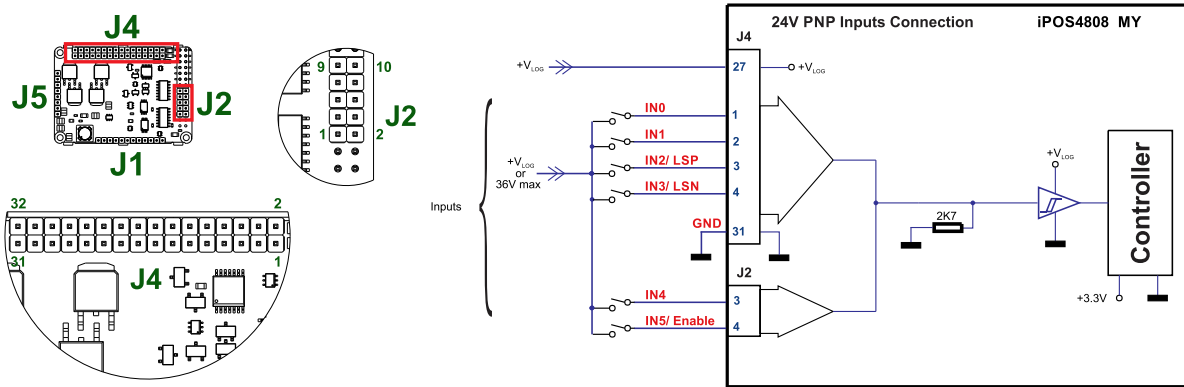 J4
J5
J2
J1
9 10
J2
1 2
32 2
31 1
J4
24V PNP Inputs Connection
iPOS4808 MY
J4
+VLOG
27
+VLOG
IN0
1
IN1
2
IN2/ LSP
3
IN3/ LSN
4
+VLOG
or
36V max
Inputs
GND
31
J2
IN4
3
IN5/ Enable
4
2K7
+VLOG
Controller
+3.3V